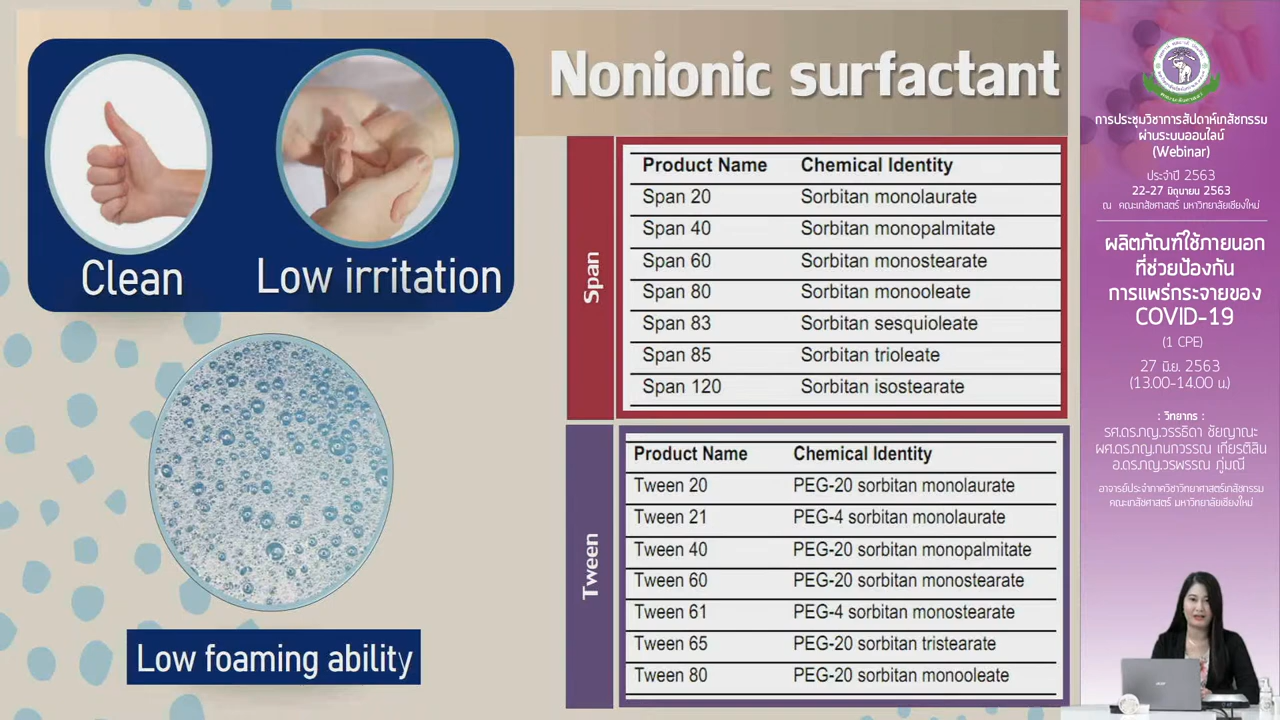 Nonionic surfactant
Clean
Low irritation
Low foaming ability
Span
Product Name Chemical Identity
Span 20 Sorbitan monolaurate
Span 40 Sorbitan monopalmitate
Span 60 Sorbitan monostearate
Span 80 Sorbitan monooleate
Span 83 Sorbitan sesquioleate
Span 85 Sorbitan trioleate
Span 120 Sorbitan isostearate
Tween
Product Name Chemical Identity
Tween 20 PEG-20 sorbitan monolaurate
Tween 21 PEG-4 sorbitan monolaurate
Tween 40 PEG-20 sorbitan monopalmitate
Tween 60 PEG-20 sorbitan monostearate
Tween 61 PEG-4 sorbitan monostearate
Tween 65 PEG-20 sorbitan tristearate
Tween 80 PEG-20 sorbitan monooleate
การประชุมวิชาการสัปดาห์เภสัชกรรม
ผ่านระบบออนไลน์
(Webinar)
ประจำปี 2563
22-27 มิถุนายน 2563
ณ คณะเภสัชศาสตร์ มหาวิทยาลัยเชียงใหม่
ผลิตภัณฑ์ใช้ภายนอก
ที่ช่วยป้องกัน
การแพร่กระจายของ
COVID-19
(1 CPE)
27 มิ.ย. 2563
(13.00-14.00 น.)
: วิทยากร :
รศ.ดร.ภญ.วรรธิดา ชัยญาณะ
ผศ.ดร.ภญ.กนกวรรณ เกียรติสิน
อ.ดร.ภญ.วรพรรณ ภู่มณี
อาจารย์ประจำภาควิชาวิทยาศาสตร์เภสัชกรรม
คณะเภสัชศาสตร์ มหาวิทยาลัยเชียงใหม่